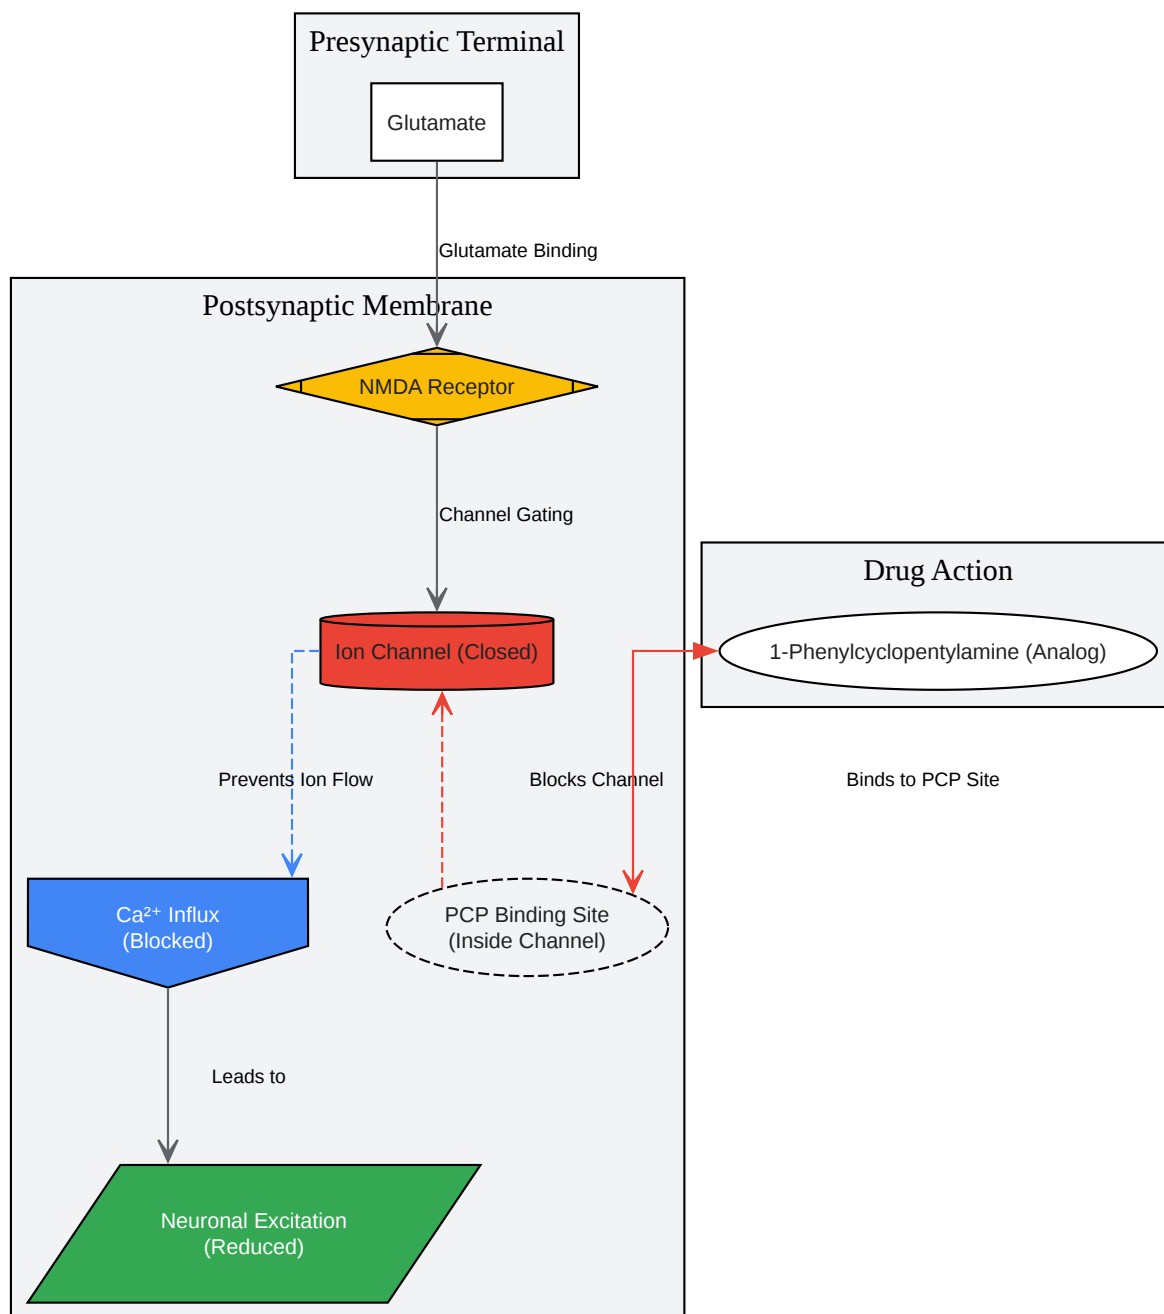 Presynaptic Terminal
Glutamate
Glutamate Binding
Postsynaptic Membrane
NMDA Receptor
Channel Gating
Drug Action
Ion Channel (Closed)
1-Phenylcyclopentylamine (Analog)
Prevents Ion Flow
Blocks Channel
Binds to PCP Site
Ca²⁺ Influx
(Blocked)
PCP Binding Site
(Inside Channel)
Leads to
Neuronal Excitation
(Reduced)